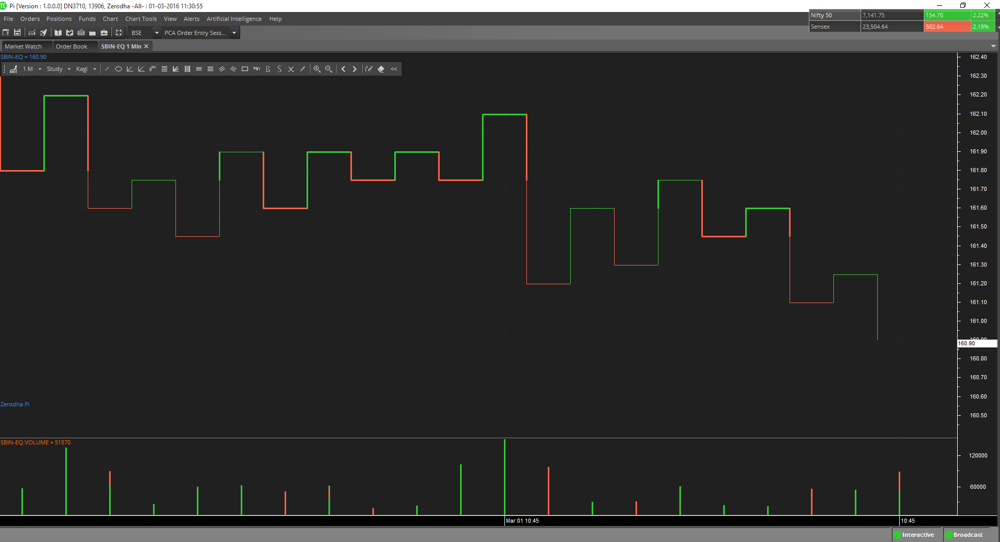 Pi [Version : 1.0.0.0] DN3710, 13906, Zerodha -All- : 01-03-2016 11:30:55
File Orders Positions Funds Chart Chart Tools View Alerts Artificial Intelligence Help
Nifty 50 7,141.75 154.70 2.22%
Sensex 23,504.64 502.64 2.19%
BSE PCA Order Entry Sess...
Market Watch Order Book SBIN-EQ 1 Min
SBIN-EQ = 160.90
1 M Study Kagi <<
162.40
162.30
162.20
162.10
162.00
161.90
161.80
161.70
161.60
161.50
161.40
161.30
161.20
161.10
161.00
160.90
160.90
160.80
160.70
160.60
160.50
Zerodha Pi
SBIN-EQ.VOLUME = 51870
120000
60000
Mar 01 10:45 10:45
Interactive Broadcast